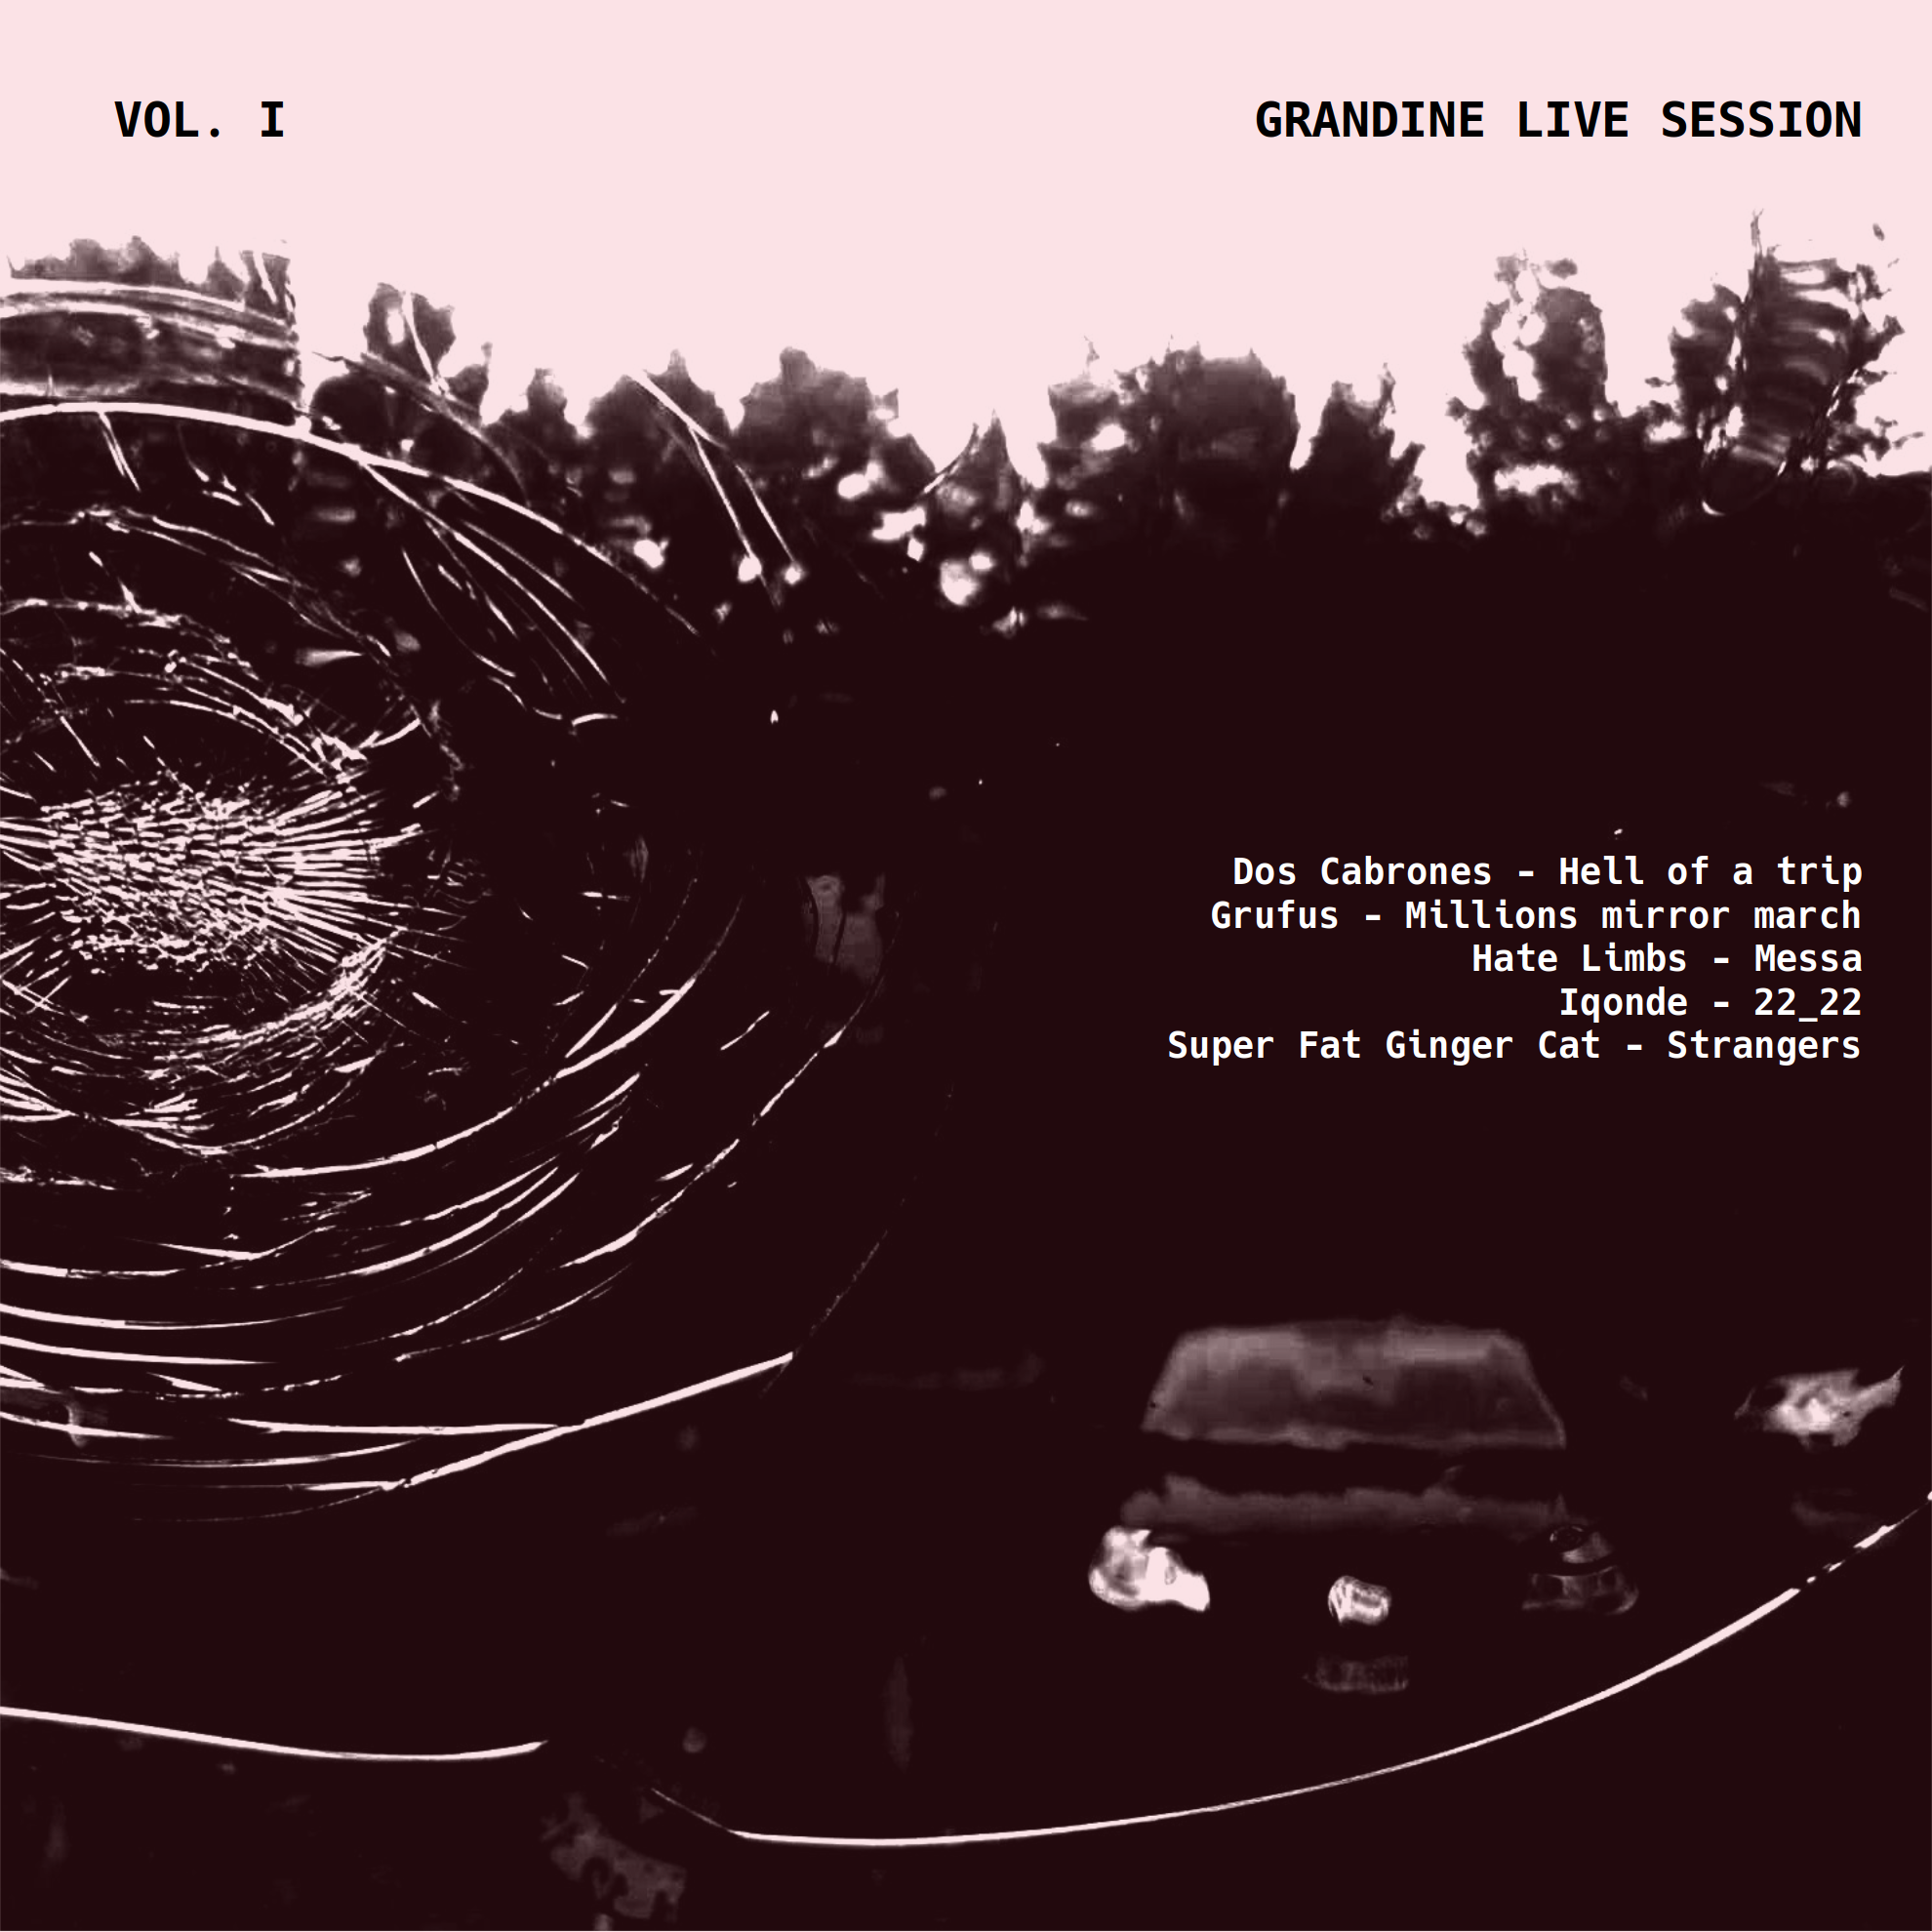 VOL. I
GRANDINE LIVE SESSION
Dos Cabrones - Hell of a trip
Grufus - Millions mirror march
Hate Limbs - Messa
Iqonde - 22_22
Super Fat Ginger Cat - Strangers